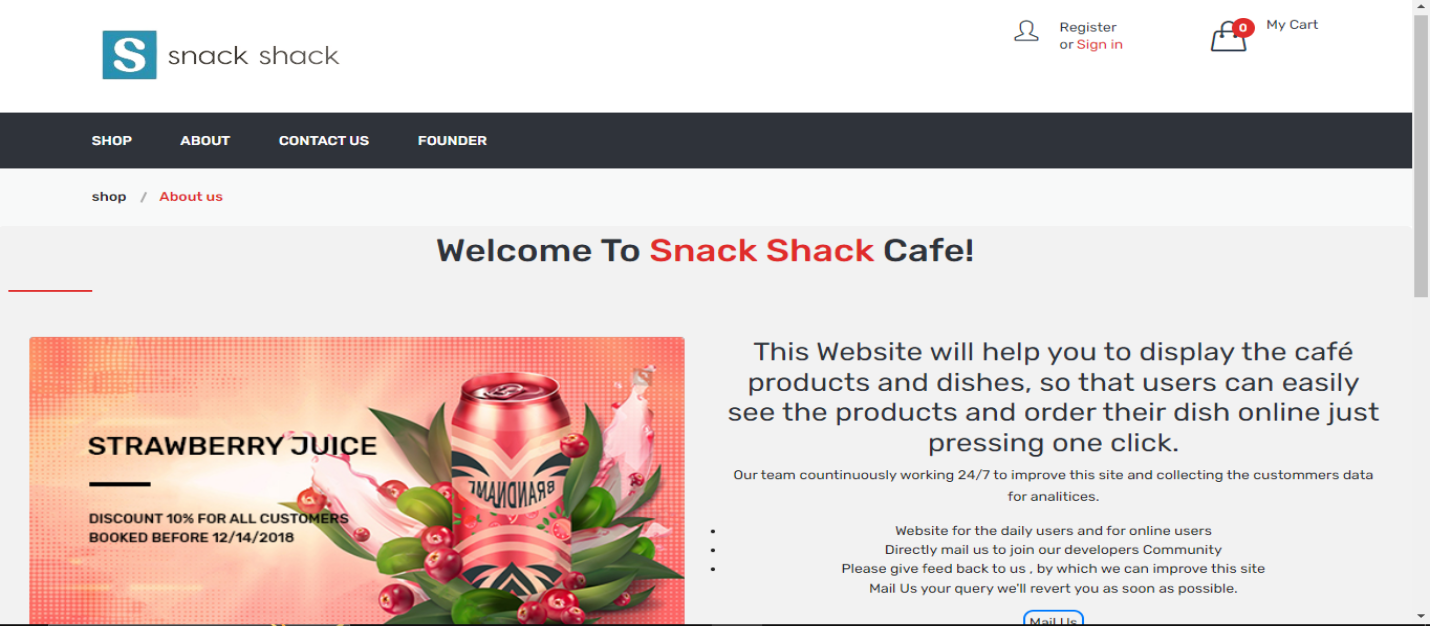 S snack shack
Register
or Sign in
0
My Cart
SHOP ABOUT CONTACT US FOUNDER
shop / About us
Welcome To Snack Shack Cafe!
STRAWBERRY JUICE
DISCOUNT 10% FOR ALL CUSTOMERS
BOOKED BEFORE 12/14/2018
BRANDNAME
This Website will help you to display the café
products and dishes, so that users can easily
see the products and order their dish online just
pressing one click.
Our team countinuously working 24/7 to improve this site and collecting the custommers data
for analitices.
• Website for the daily users and for online users
• Directly mail us to join our developers Community
• Please give feed back to us , by which we can improve this site
Mail Us your query we'll revert you as soon as possible.
Mail Us